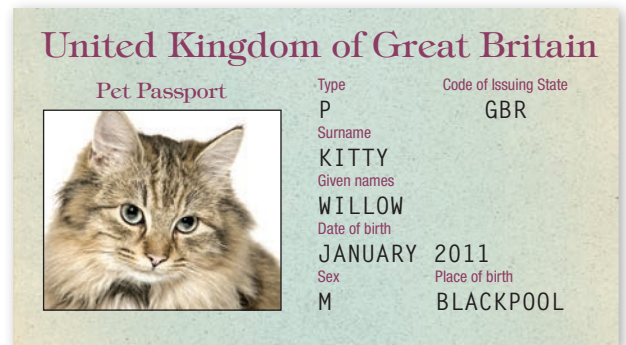 United Kingdom of Great Britain
Pet Passport
Type Code of Issuing State
P GBR
Surname
KITTY
Given names
WILLOW
Date of birth
JANUARY 2011
Sex Place of birth
M BLACKPOOL